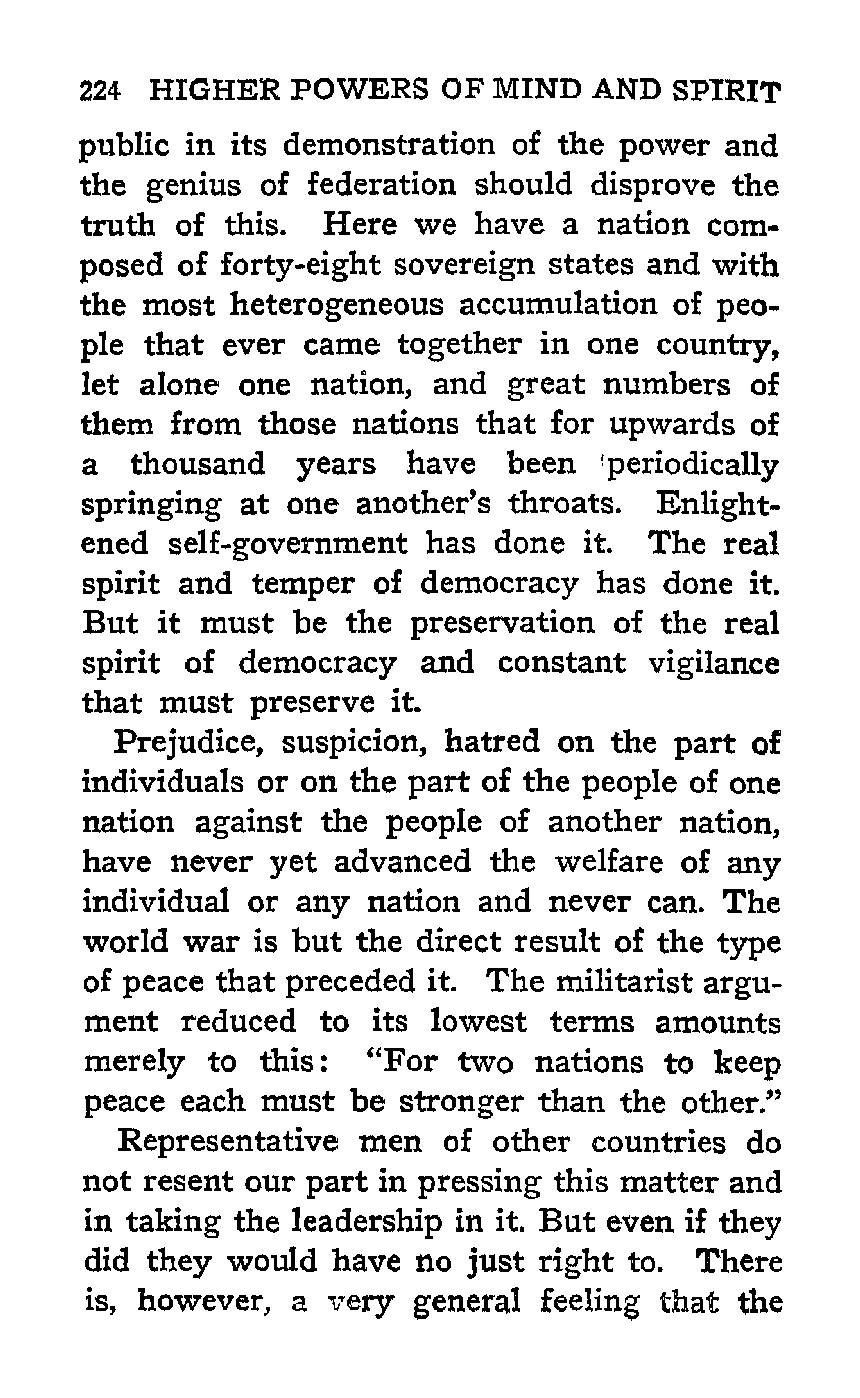 224 HIGHER POWERS OF MIND AND SPIRIT
public in its demonstration of the power and
the genius of federation should disprove the
truth of this. Here we have a nation com-
posed of forty-eight sovereign states and with
the most heterogeneous accumulation of peo-
ple that ever came together in one country,
let alone one nation, and great numbers of
them from those nations that for upwards of
a thousand years have been 'periodically
springing at one another's throats. Enlight-
ened self-government has done it. The real
spirit and temper of democracy has done it.
But it must be the preservation of the real
spirit of democracy and constant vigilance
that must preserve it.
Prejudice, suspicion, hatred on the part of
individuals or on the part of the people of one
nation against the people of another nation,
have never yet advanced the welfare of any
individual or any nation and never can. The
world war is but the direct result of the type
of peace that preceded it. The militarist argu-
ment reduced to its lowest terms amounts
merely to this: “For two nations to keep
peace each must be stronger than the other.”
Representative men of other countries do
not resent our part in pressing this matter and
in taking the leadership in it. But even if they
did they would have no just right to. There
is, however, a very general feeling that the